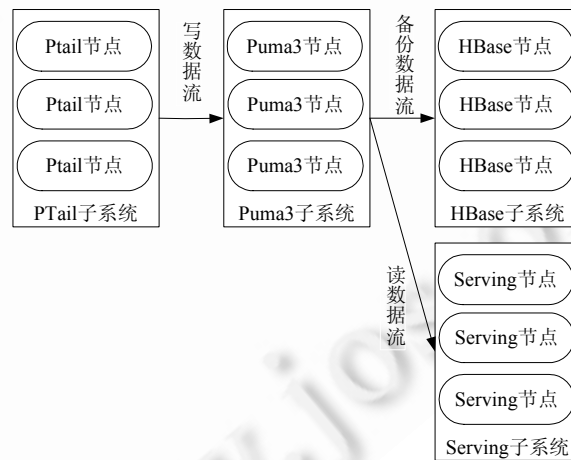 Ptail节点
Ptail节点
Ptail节点
PTail子系统
写数据流
Puma3节点
Puma3节点
Puma3节点
Puma3子系统
备份数据流
HBase节点
HBase节点
HBase节点
HBase子系统
读数据流
Serving节点
Serving节点
Serving节点
Serving子系统